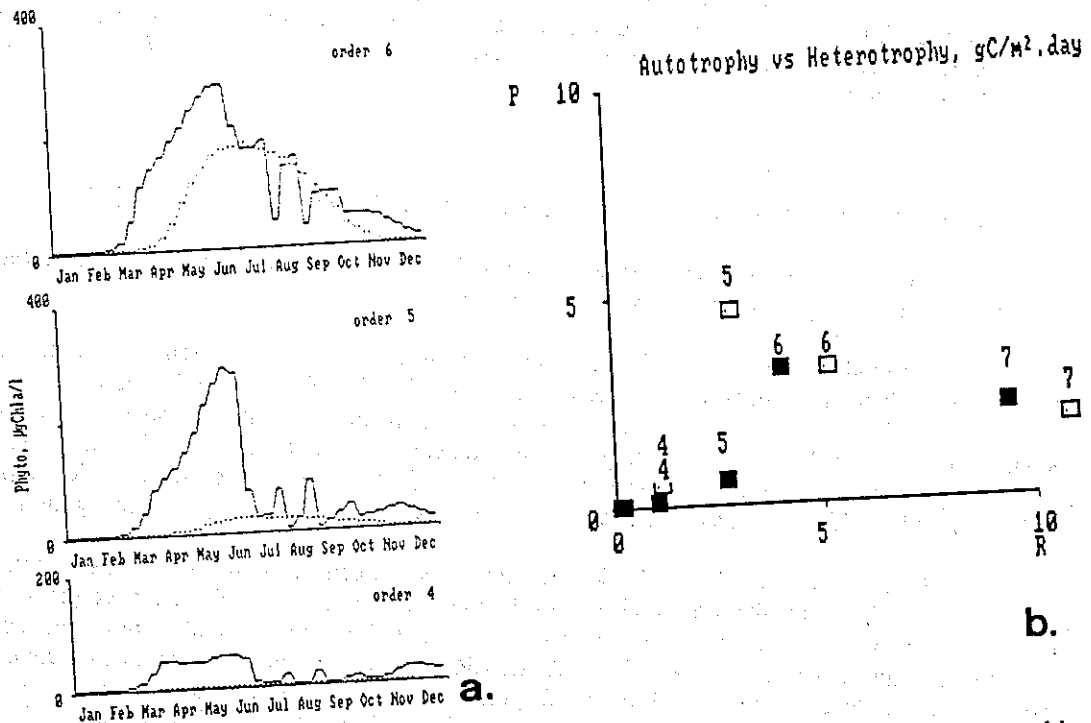 400
order 6
0
Jan Feb Mar Apr May Jun Jul Aug Sep Oct Nov Dec
400
order 5
Phyto, µgChla/l
0
Jan Feb Mar Apr May Jun Jul Aug Sep Oct Nov Dec
200
order 4
0
Jan Feb Mar Apr May Jun Jul Aug Sep Oct Nov Dec
a.
Autotrophy vs Heterotrophy, gC/m².day
P 10
5
5
6 6
7
7
4
4
5
0
0 5 10
R
b.